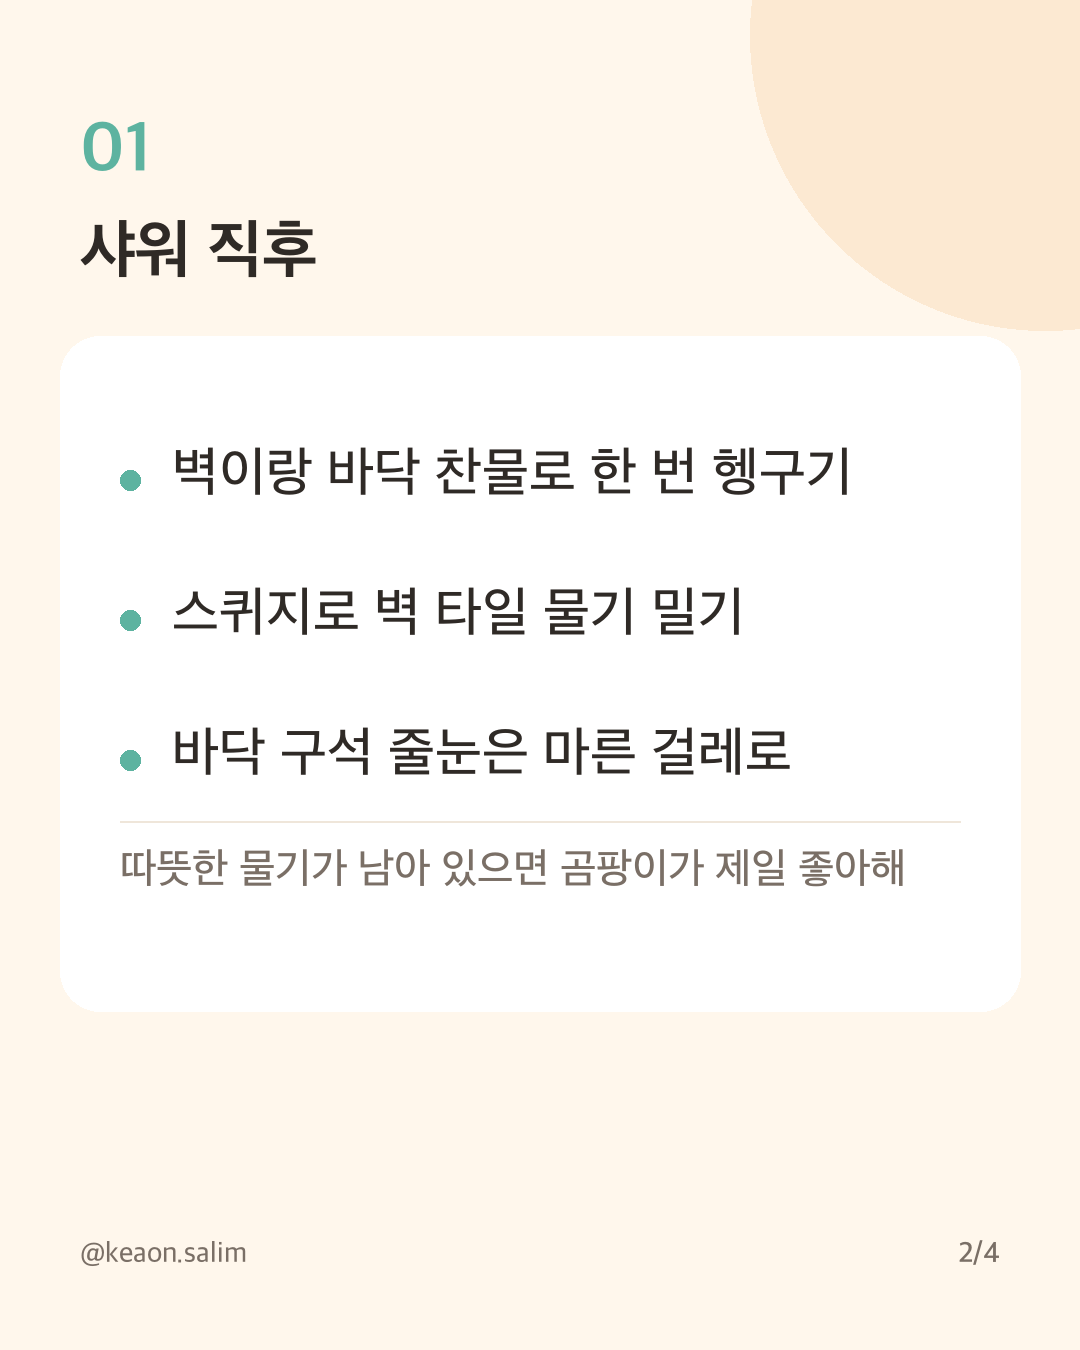 01
샤워 직후
벽이랑 바닥 찬물로 한 번 헹구기
스퀴지로 벽 타일 물기 밀기
바닥 구석 줄눈은 마른 걸레로
따뜻한 물기가 남아 있으면 곰팡이가 제일 좋아해
@keaon.salim
2/4